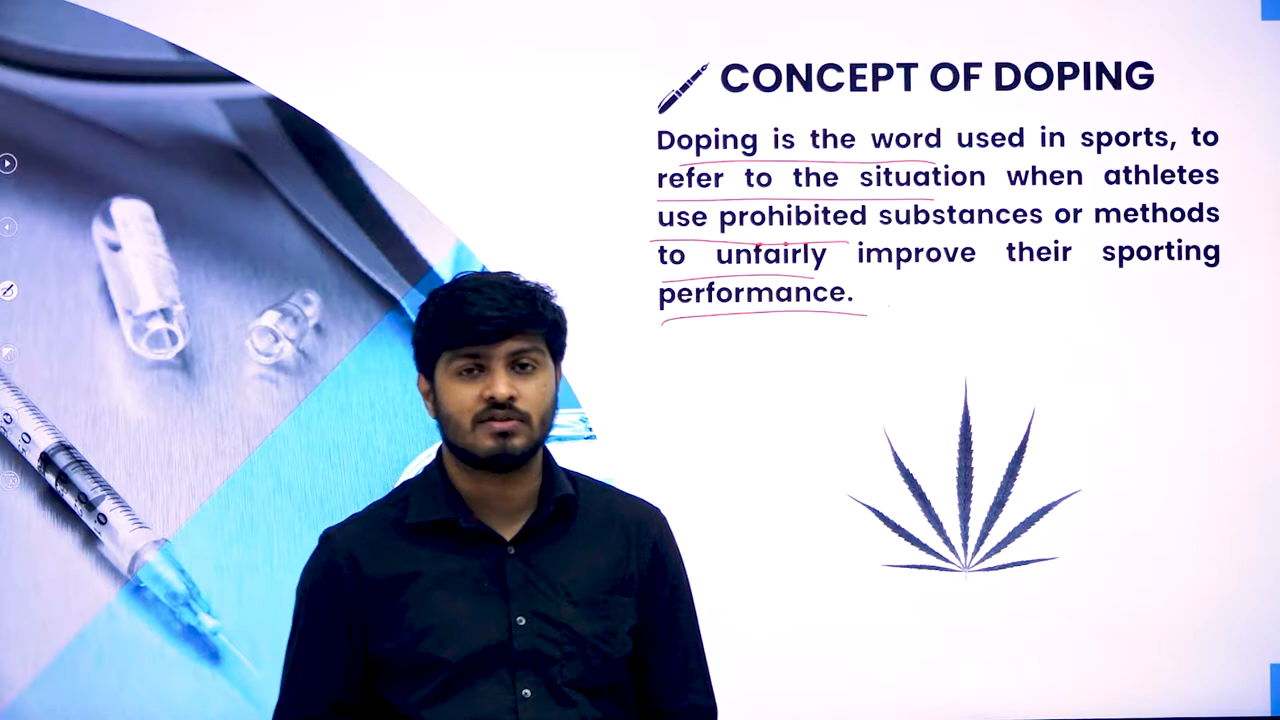 CONCEPT OF DOPING
Doping is the word used in sports, to
refer to the situation when athletes
use prohibited substances or methods
to unfairly improve their sporting
performance.